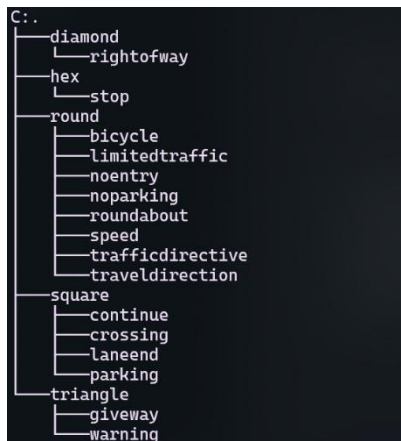 C:.
├───diamond
│   └───rightofway
├───hex
│   └───stop
├───round
│   ├───bicycle
│   ├───limitedtraffic
│   ├───noentry
│   ├───noparking
│   ├───roundabout
│   ├───speed
│   ├───trafficdirective
│   └───traveldirection
├───square
│   ├───continue
│   ├───crossing
│   ├───laneend
│   └───parking
└───triangle
    ├───giveway
    └───warning